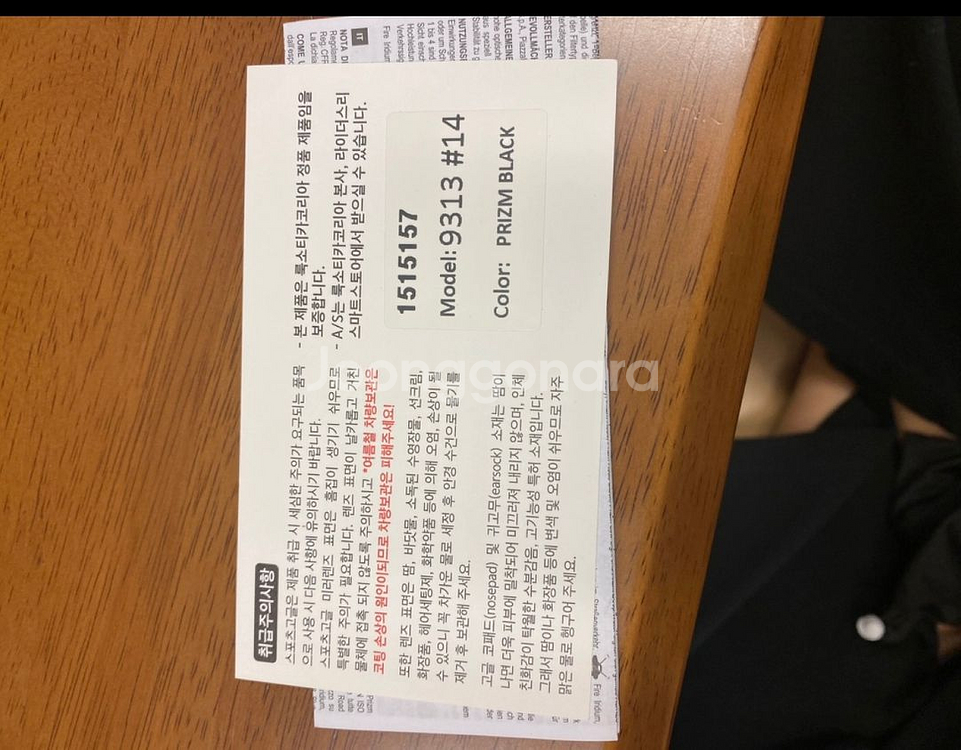 취급주의사항
스포츠고글은 제품 취급 시 세심한 주의가 요구되는 품목
으로 사용 시 다음 사항에 유의하시기 바랍니다.
스포츠고글 미러렌즈 표면은 흠집이 생기기 쉬우므로
특별한 주의가 필요합니다. 렌즈 표면이 날카롭고 거친
물체에 접촉 되지 않도록 주의하시고 *여름철 차량보관은
코팅 손상의 원인이되므로 차량보관은 피해주세요!
또한 렌즈 표면은 땀, 바닷물, 소독된 수영장물, 선크림,
화장품, 헤어세팅제, 화학약품 등에 의해 오염, 손상이 될
수 있으니 꼭 차가운 물로 세정 후 안경 수건으로 물기를
제거 후 보관해 주세요.
고글 코패드(nosepad) 및 귀고무(earsock) 소재는 땀이
나면 더욱 피부에 밀착되어 미끄러져 내리지 않으며, 인체
친화감이 탁월한 수분감응, 고기능성 특허 소재입니다.
그래서 땀이나 화장품 등에 변색 및 오염이 쉬우므로 자주
맑은 물로 헹구어 주세요.
- 본 제품은 룩소티카코리아 정품 제품임을
보증합니다.
- A/S는 룩소티카코리아 본사, 라이더스리
스마트스토어에서 받으실 수 있습니다.
1515157
Model: 9313 #14
Color: PRIZM BLACK
Joonggonara
IT
NOTA
COME
Fire Iridium,
NUTZUNGS
ALLGEMEINE
ERSTELLER
Fire Iridium,